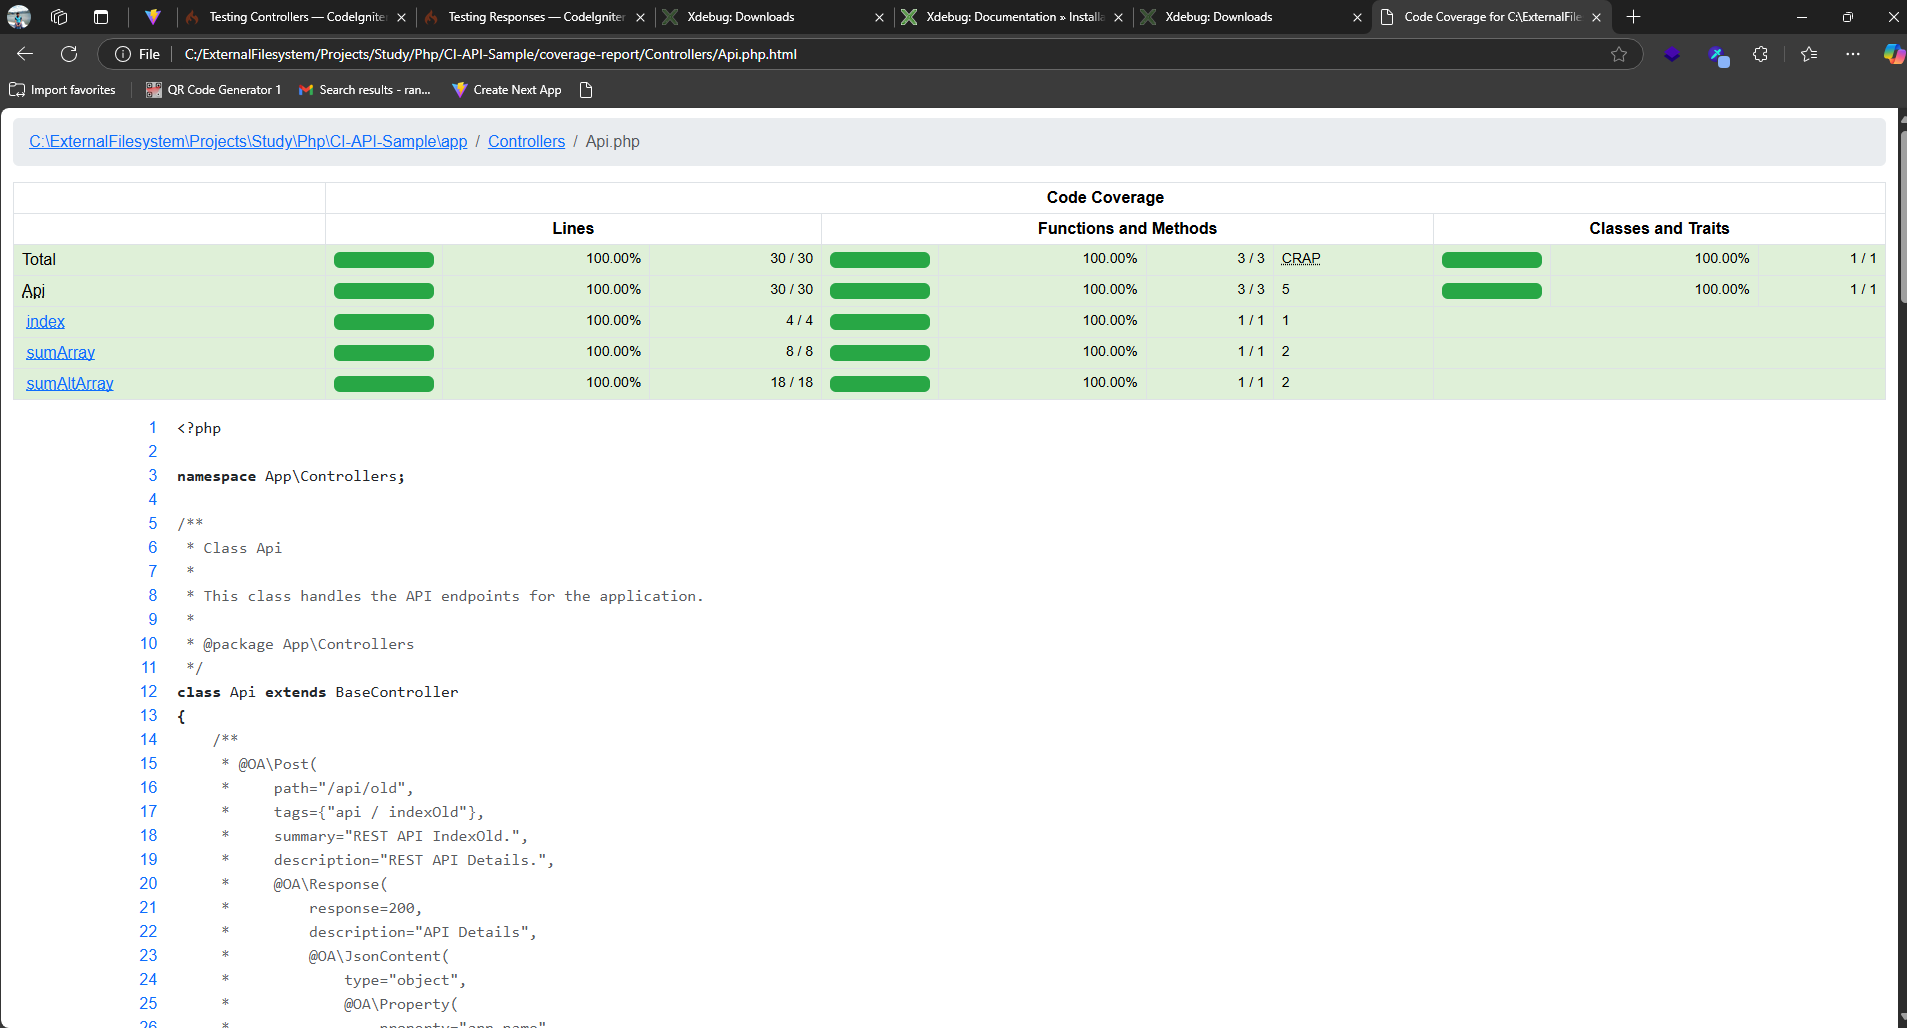 Testing Controllers — CodeIgniter
Testing Responses — CodeIgniter
Xdebug: Downloads
Xdebug: Documentation » Installa
Xdebug: Downloads
Code Coverage for C:\ExternalFile
File
C:/ExternalFilesystem/Projects/Study/Php/CI-API-Sample/coverage-report/Controllers/Api.php.html
Import favorites
QR Code Generator 1
Search results - ran...
Create Next App
C:\ExternalFilesystem\Projects\Study\Php\CI-API-Sample\app / Controllers / Api.php
Code Coverage
Lines Functions and Methods Classes and Traits
Total 100.00% 30 / 30 100.00% 3 / 3 CRAP 100.00% 1 / 1
Api 100.00% 30 / 30 100.00% 3 / 3 5 100.00% 1 / 1
index 100.00% 4 / 4 100.00% 1 / 1 1
sumArray 100.00% 8 / 8 100.00% 1 / 1 2
sumAltArray 100.00% 18 / 18 100.00% 1 / 1 2
1 <?php
2
3 namespace App\Controllers;
4
5 /**
6 * Class Api
7 *
8 * This class handles the API endpoints for the application.
9 *
10 * @package App\Controllers
11 */
12 class Api extends BaseController
13 {
14 /**
15 * @OA\Post(
16 * path="/api/old",
17 * tags={"api / indexOld"},
18 * summary="REST API IndexOld.",
19 * description="REST API Details.",
20 * @OA\Response(
21 * response=200,
22 * description="API Details",
23 * @OA\JsonContent(
24 * type="object",
25 * @OA\Property(
26 * property="app_name"